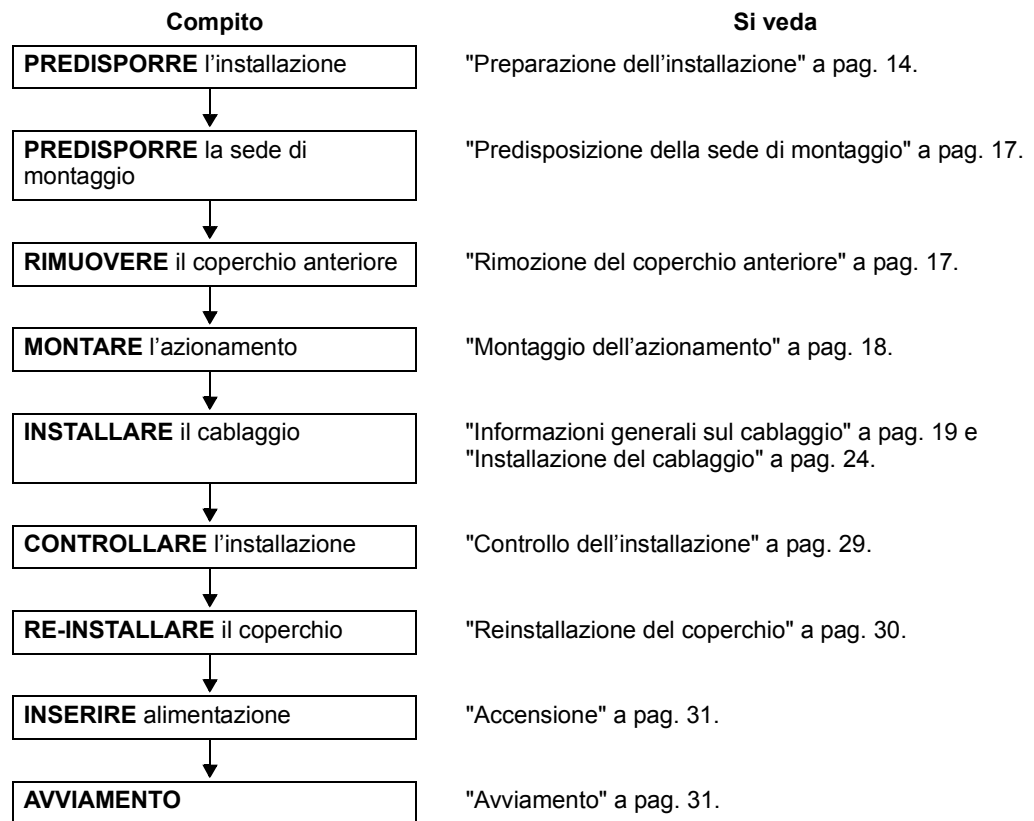 Compito
Si veda
PREDISPORRE l’installazione
"Preparazione dell’installazione" a pag. 14.
PREDISPORRE la sede di
montaggio
"Predisposizione della sede di montaggio" a pag. 17.
RIMUOVERE il coperchio anteriore
"Rimozione del coperchio anteriore" a pag. 17.
MONTARE l’azionamento
"Montaggio dell’azionamento" a pag. 18.
INSTALLARE il cablaggio
"Informazioni generali sul cablaggio" a pag. 19 e
"Installazione del cablaggio" a pag. 24.
CONTROLLARE l’installazione
"Controllo dell’installazione" a pag. 29.
RE-INSTALLARE il coperchio
"Reinstallazione del coperchio" a pag. 30.
INSERIRE alimentazione
"Accensione" a pag. 31.
AVVIAMENTO
"Avviamento" a pag. 31.